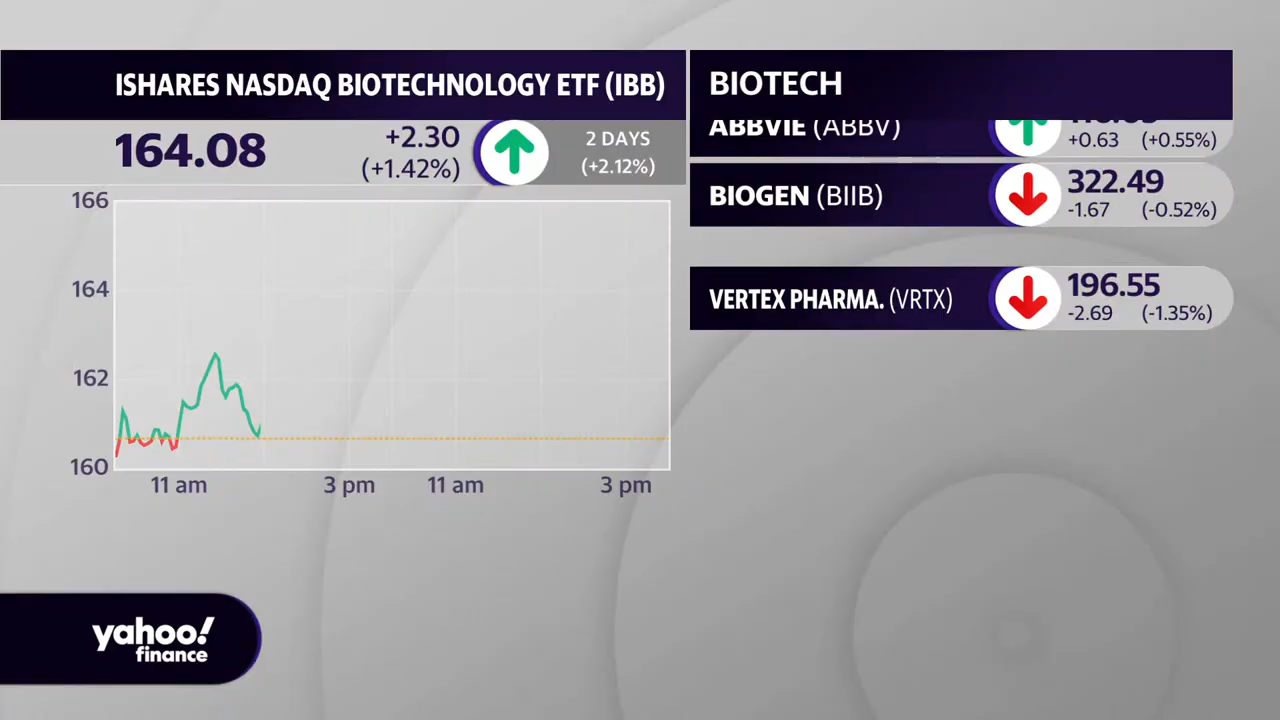 ISHARES NASDAQ BIOTECHNOLOGY ETF (IBB)
164.08
+2.30
(+1.42%)
2 DAYS
(+2.12%)
166
164
162
160
11 am
3 pm
11 am
3 pm
BIOTECH
ABBVIE (ABBV)
+0.63 (+0.55%)
BIOGEN (BIIB)
322.49
-1.67 (-0.52%)
VERTEX PHARMA. (VRTX)
196.55
-2.69 (-1.35%)
yahoo!
finance